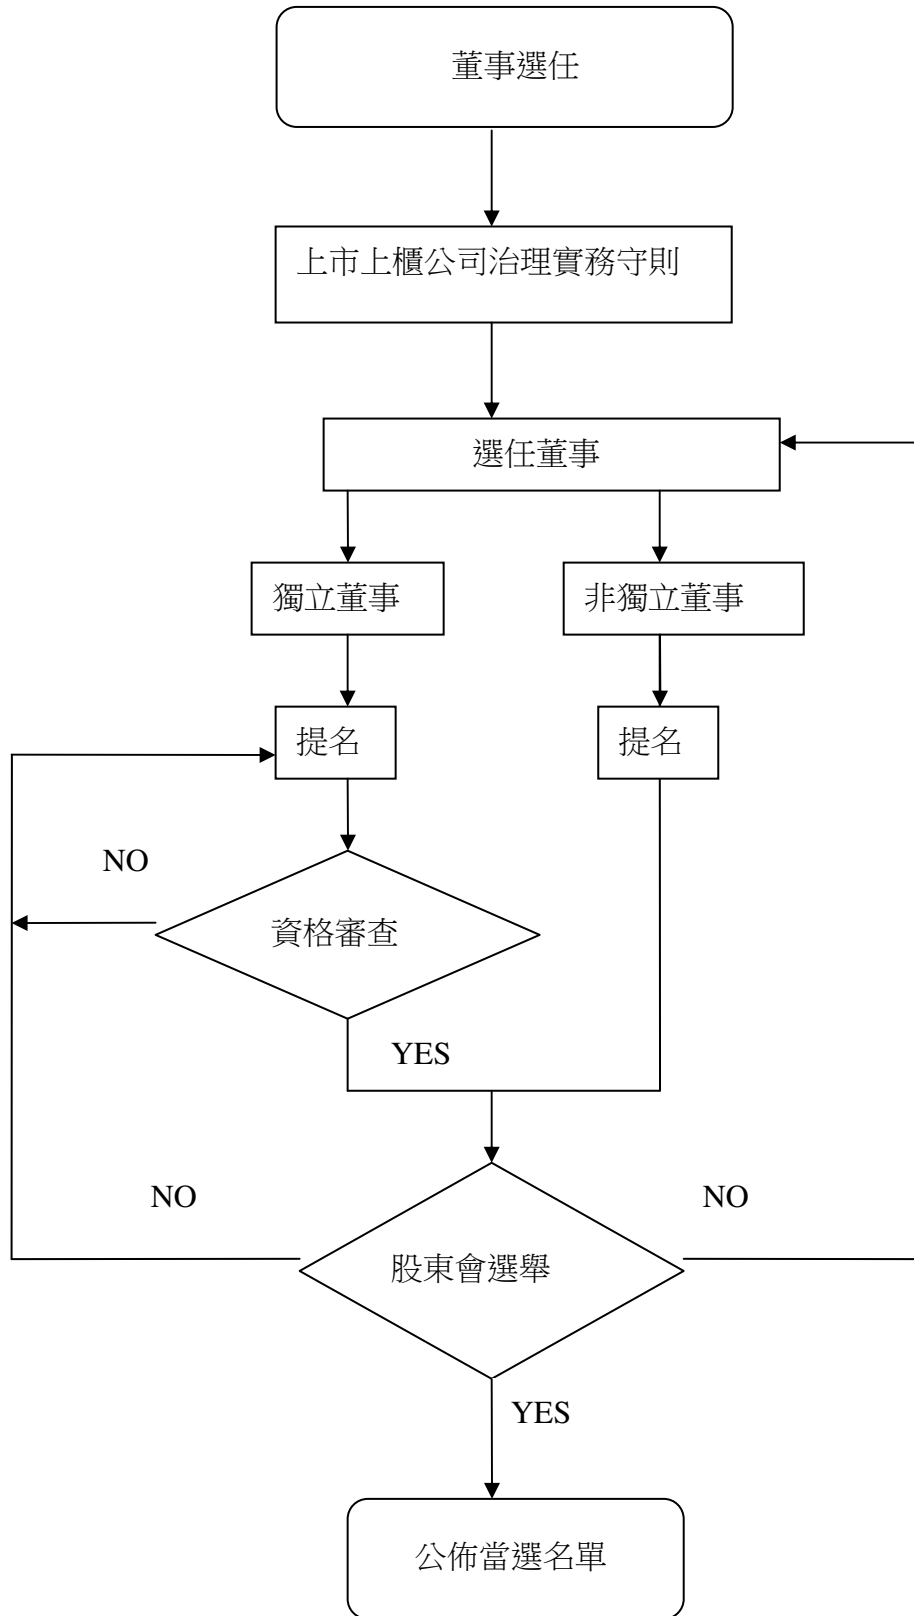 董事選任
上市上櫃公司治理實務守則
選任董事
獨立董事
非獨立董事
提名
提名
NO
資格審查
YES
NO
NO
股東會選舉
YES
公佈當選名單